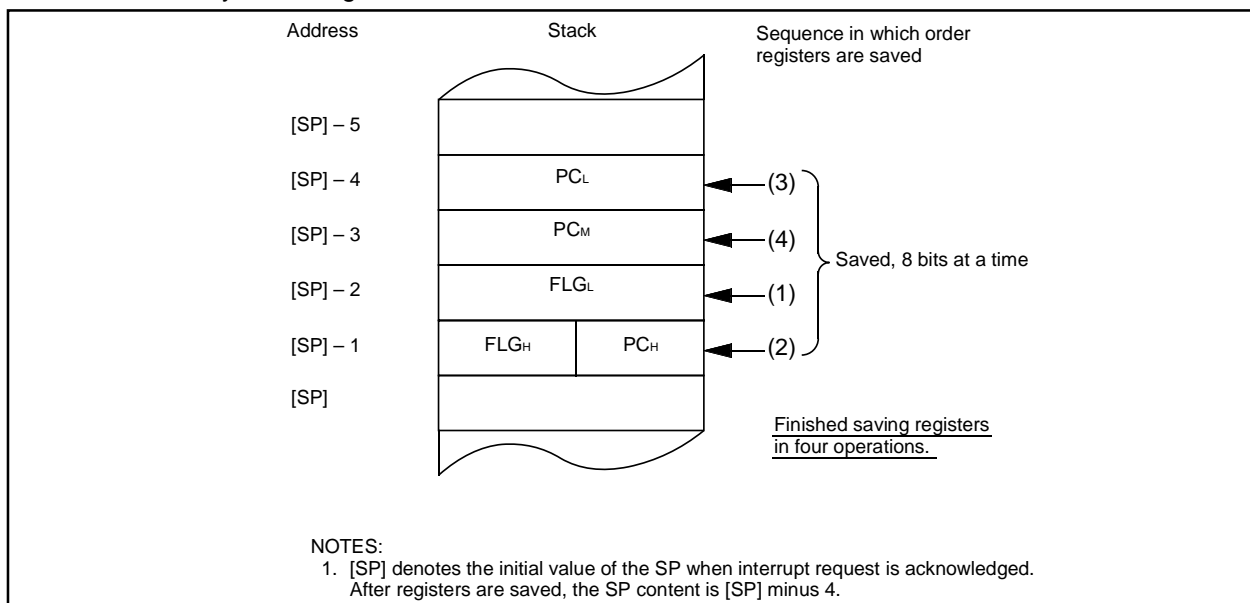 Address Stack Sequence in which order
registers are saved
[SP] – 5
[SP] – 4 PCL (3)
[SP] – 3 PCM (4)
Saved, 8 bits at a time
[SP] – 2 FLGL (1)
[SP] – 1 FLGH PCH (2)
[SP]
Finished saving registers
in four operations.
NOTES:
1. [SP] denotes the initial value of the SP when interrupt request is acknowledged.
After registers are saved, the SP content is [SP] minus 4.